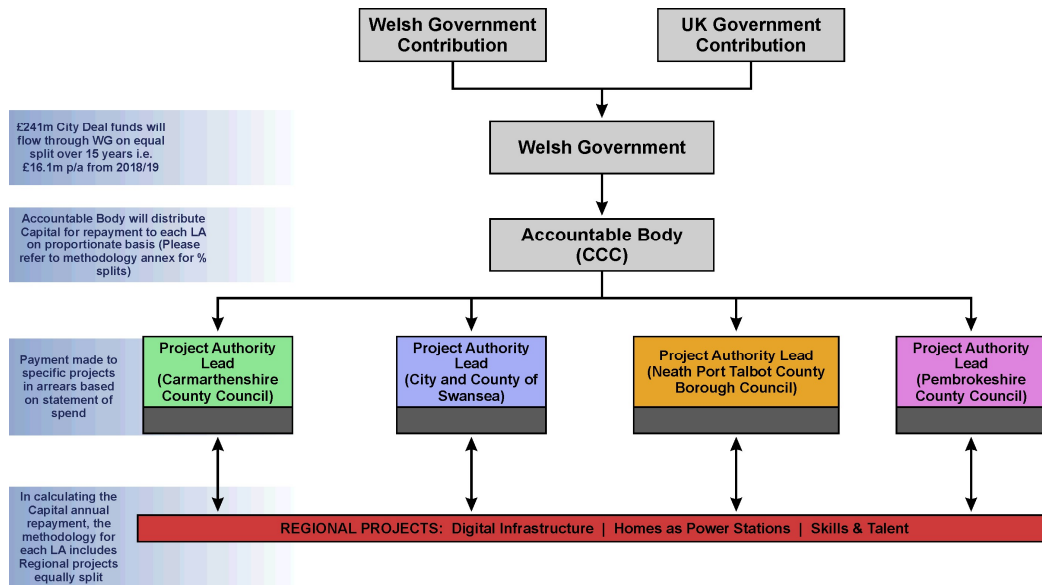 Welsh Government
Contribution
UK Government
Contribution
£241m City Deal funds will
flow through WG on equal
split over 15 years i.e.
£16.1m p/a from 2018/19
Welsh Government
Accountable Body will distribute
Capital for repayment to each LA
on proportionate basis (Please
refer to methodology annex for %
splits)
Accountable Body
(CCC)
Payment made to
specific projects
in arrears based
on statement of
spend
Project Authority
Lead
(Carmarthenshire
County Council)
Project Authority
Lead
(City and County of
Swansea)
Project Authority Lead
(Neath Port Talbot County
Borough Council)
Project Authority
Lead
(Pembrokeshire
County Council)
In calculating the
Capital annual
repayment, the
methodology for
each LA includes
Regional projects
equally split
REGIONAL PROJECTS: Digital Infrastructure | Homes as Power Stations | Skills & Talent